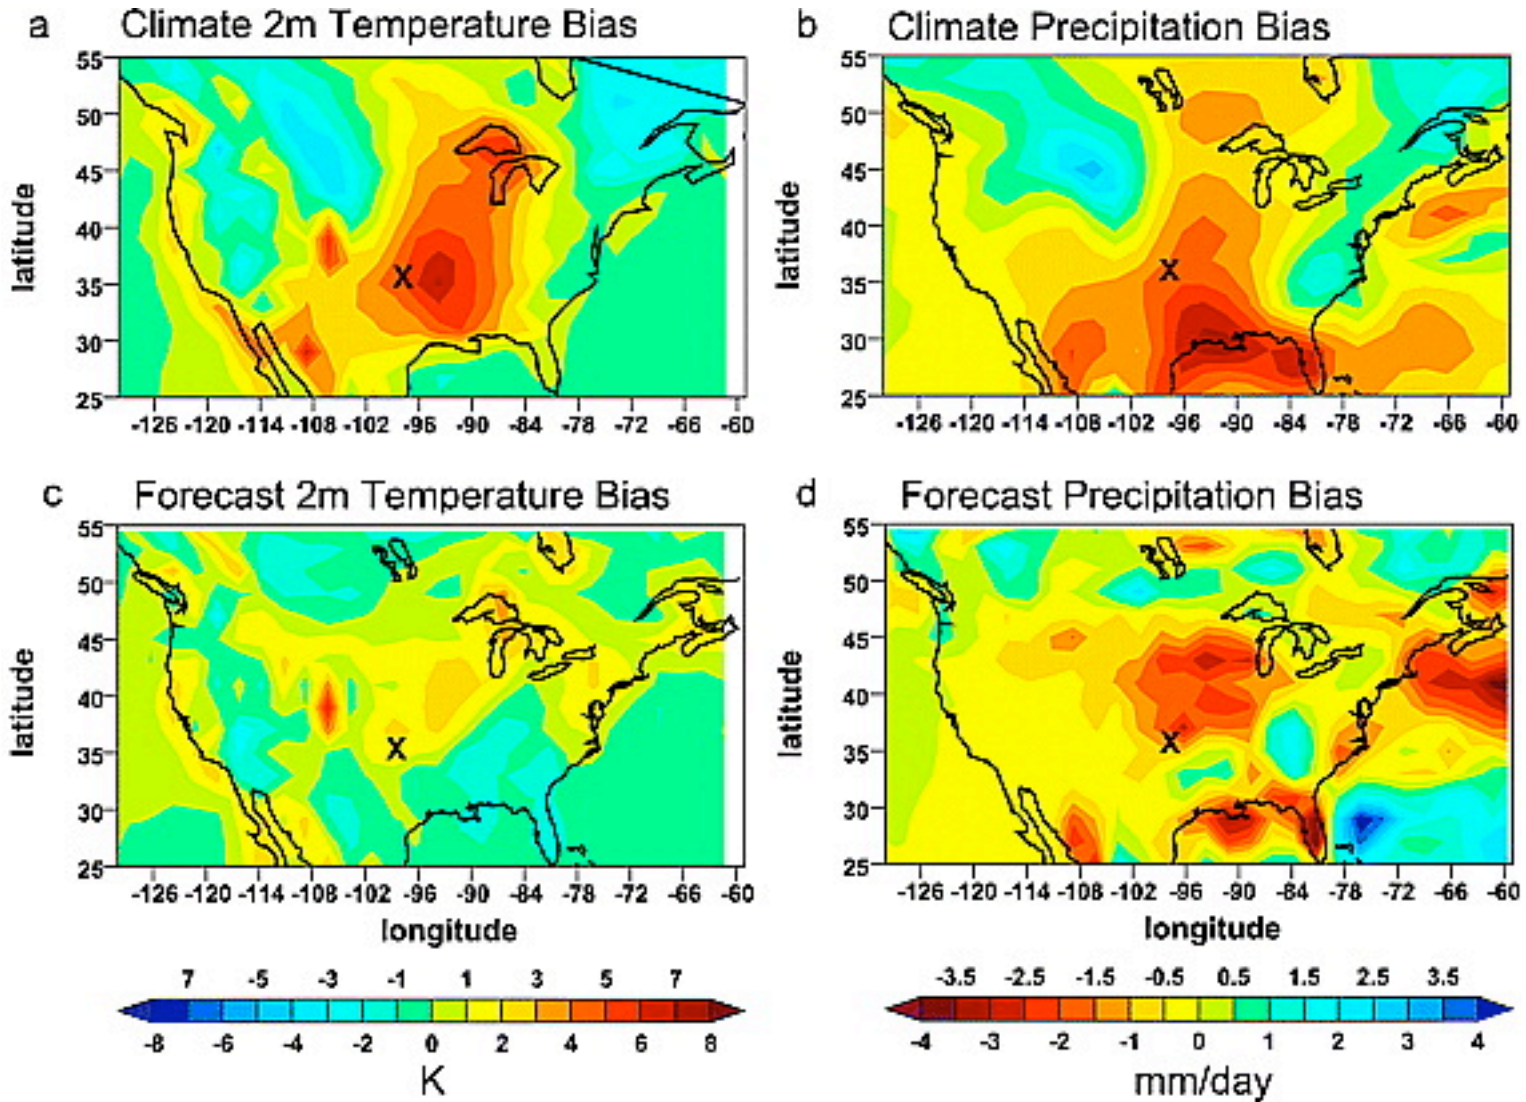 a Climate 2m Temperature Bias
b Climate Precipitation Bias
55
50
45
40
35
30
25
latitude
X
-126 -120 -114 -108 -102 -96 -90 -84 -78 -72 -66 -60
55
50
45
40
35
30
25
latitude
X
-126 -120 -114 -108 -102 -96 -90 -84 -78 -72 -66 -60
c Forecast 2m Temperature Bias
d Forecast Precipitation Bias
55
50
45
40
35
30
25
latitude
X
-126 -120 -114 -108 -102 -96 -90 -84 -78 -72 -66 -60
longitude
55
50
45
40
35
30
25
latitude
X
-126 -120 -114 -108 -102 -96 -90 -84 -78 -72 -66 -60
longitude
7 -5 -3 -1 1 3 5 7
-8 -6 -4 -2 0 2 4 6 8
K
-3.5 -2.5 -1.5 -0.5 0.5 1.5 2.5 3.5
-4 -3 -2 -1 0 1 2 3 4
mm/day